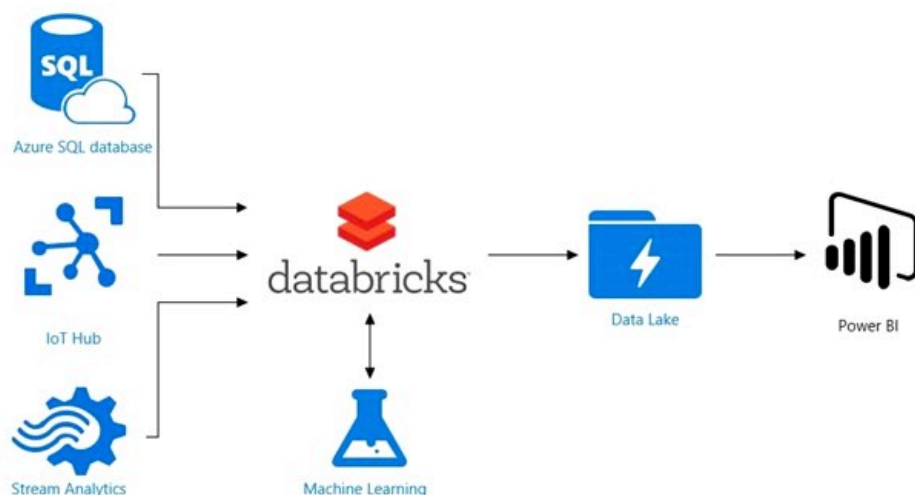 SQL
Azure SQL database
IoT Hub
Stream Analytics
databricks
Machine Learning
Data Lake
Power BI